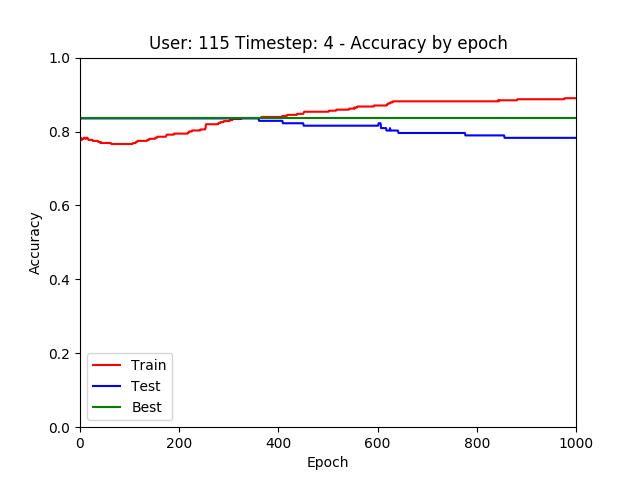 User: 115 Timestep: 4 - Accuracy by epoch
1.0
0.8
0.6
0.4
0.2
0.0
Accuracy
Train
Test
Best
0 200 400 600 800 1000
Epoch